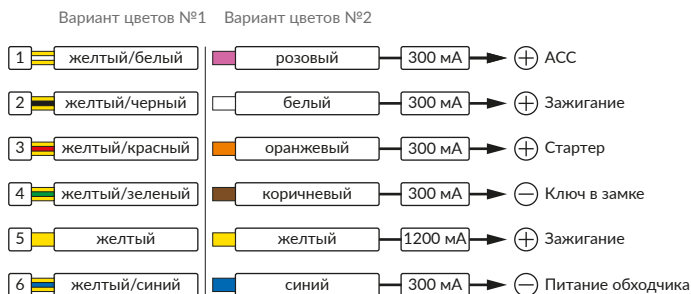 Вариант цветов №1 Вариант цветов №2
1 желтый/белый розовый 300 мА + ACC
2 желтый/черный белый 300 мА + Зажигание
3 желтый/красный оранжевый 300 мА + Стартер
4 желтый/зеленый коричневый 300 мА − Ключ в замке
5 желтый желтый 1200 мА + Зажигание
6 желтый/синий синий 300 мА − Питание обходчика